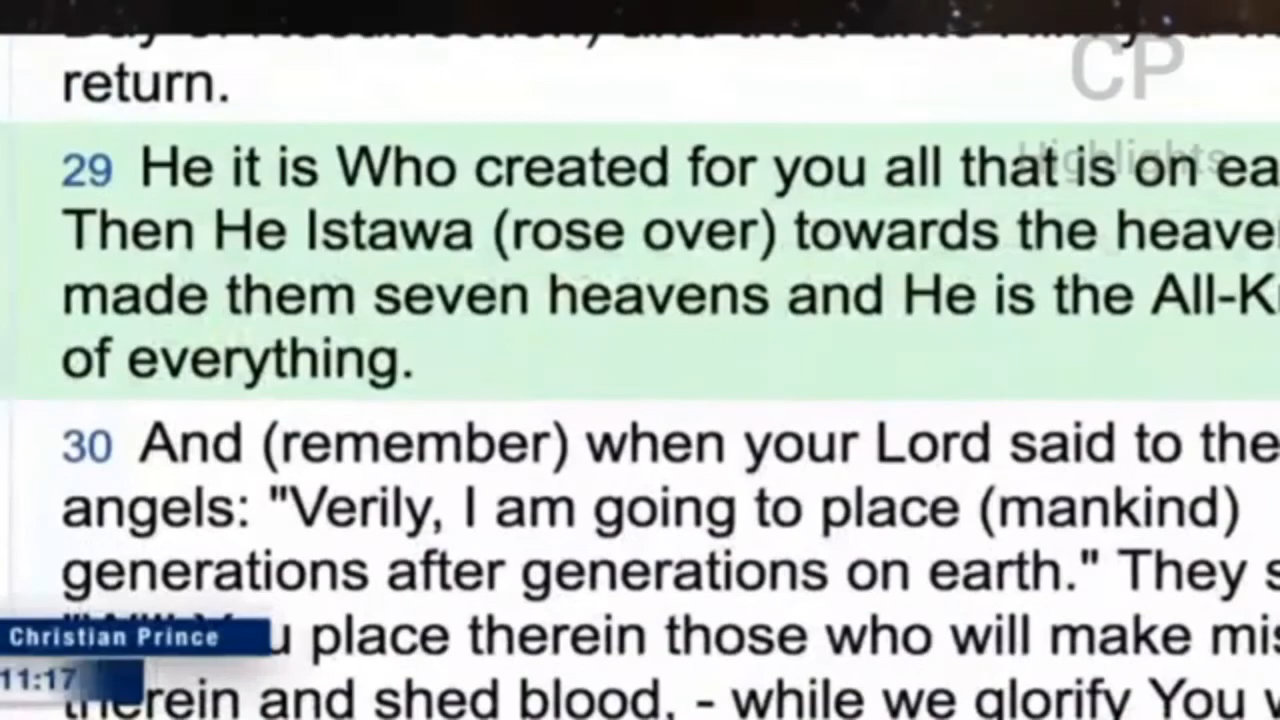 return.
CP
Highlights
29 He it is Who created for you all that is on ea
Then He Istawa (rose over) towards the heave
made them seven heavens and He is the All-K
of everything.
30 And (remember) when your Lord said to the
angels: "Verily, I am going to place (mankind)
generations after generations on earth." They s
place therein those who will make mis
Christian Prince
11:17
therein and shed blood, - while we glorify You w